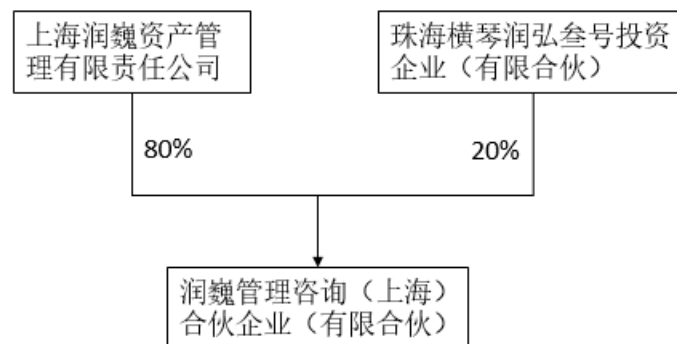 上海润巍资产管
理有限责任公司
珠海横琴润弘叁号投资
企业（有限合伙）
80%
20%
润巍管理咨询（上海）
合伙企业（有限合伙）